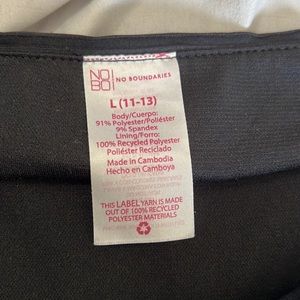 NO
BO
NO BOUNDARIES
L (11-13)
Body/Cuerpo:
91% Polyester/Poliéster
9% Spandex
Lining/Forro:
100% Recycled Polyester
Poliéster Reciclado
Made in Cambodia
Hecho en Camboya
THIS LABEL YARN IS MADE
OUT OF 100% RECYCLED
POLYESTER MATERIALS